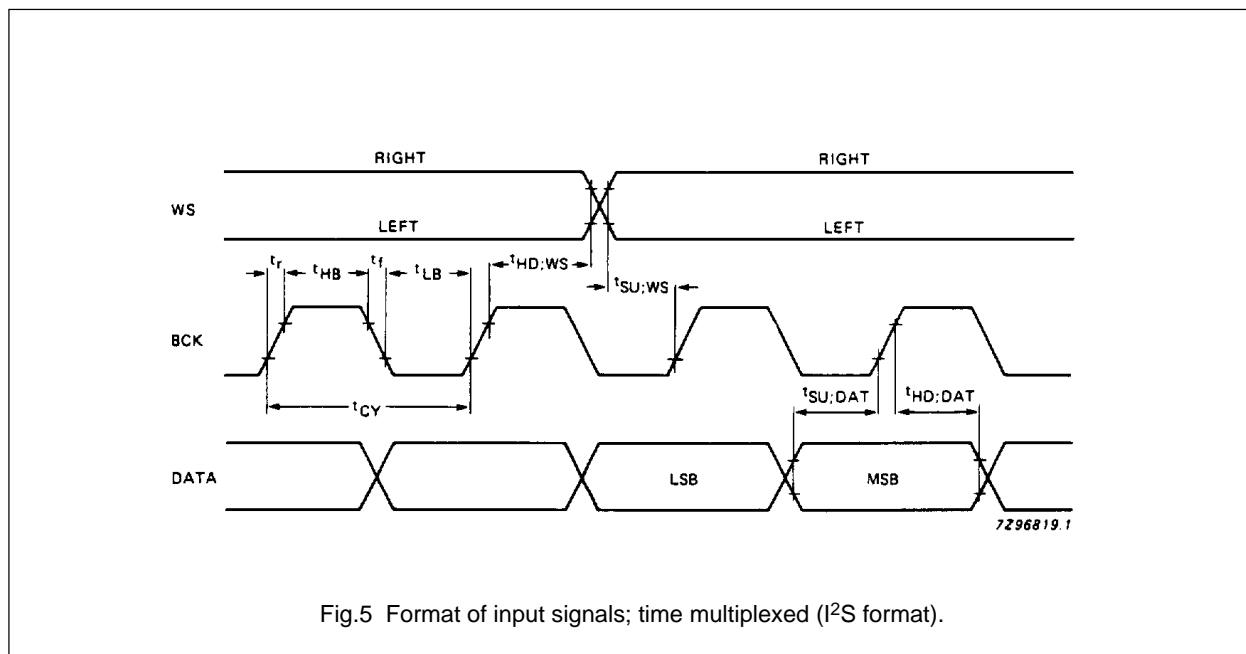 RIGHT RIGHT
WS
LEFT LEFT
tr tHB tf tLB tHD;WS
tSU;WS
BCK
tSU;DAT tHD;DAT
tCY
DATA LSB MSB
7Z96819.1
Fig.5 Format of input signals; time multiplexed (I²S format).